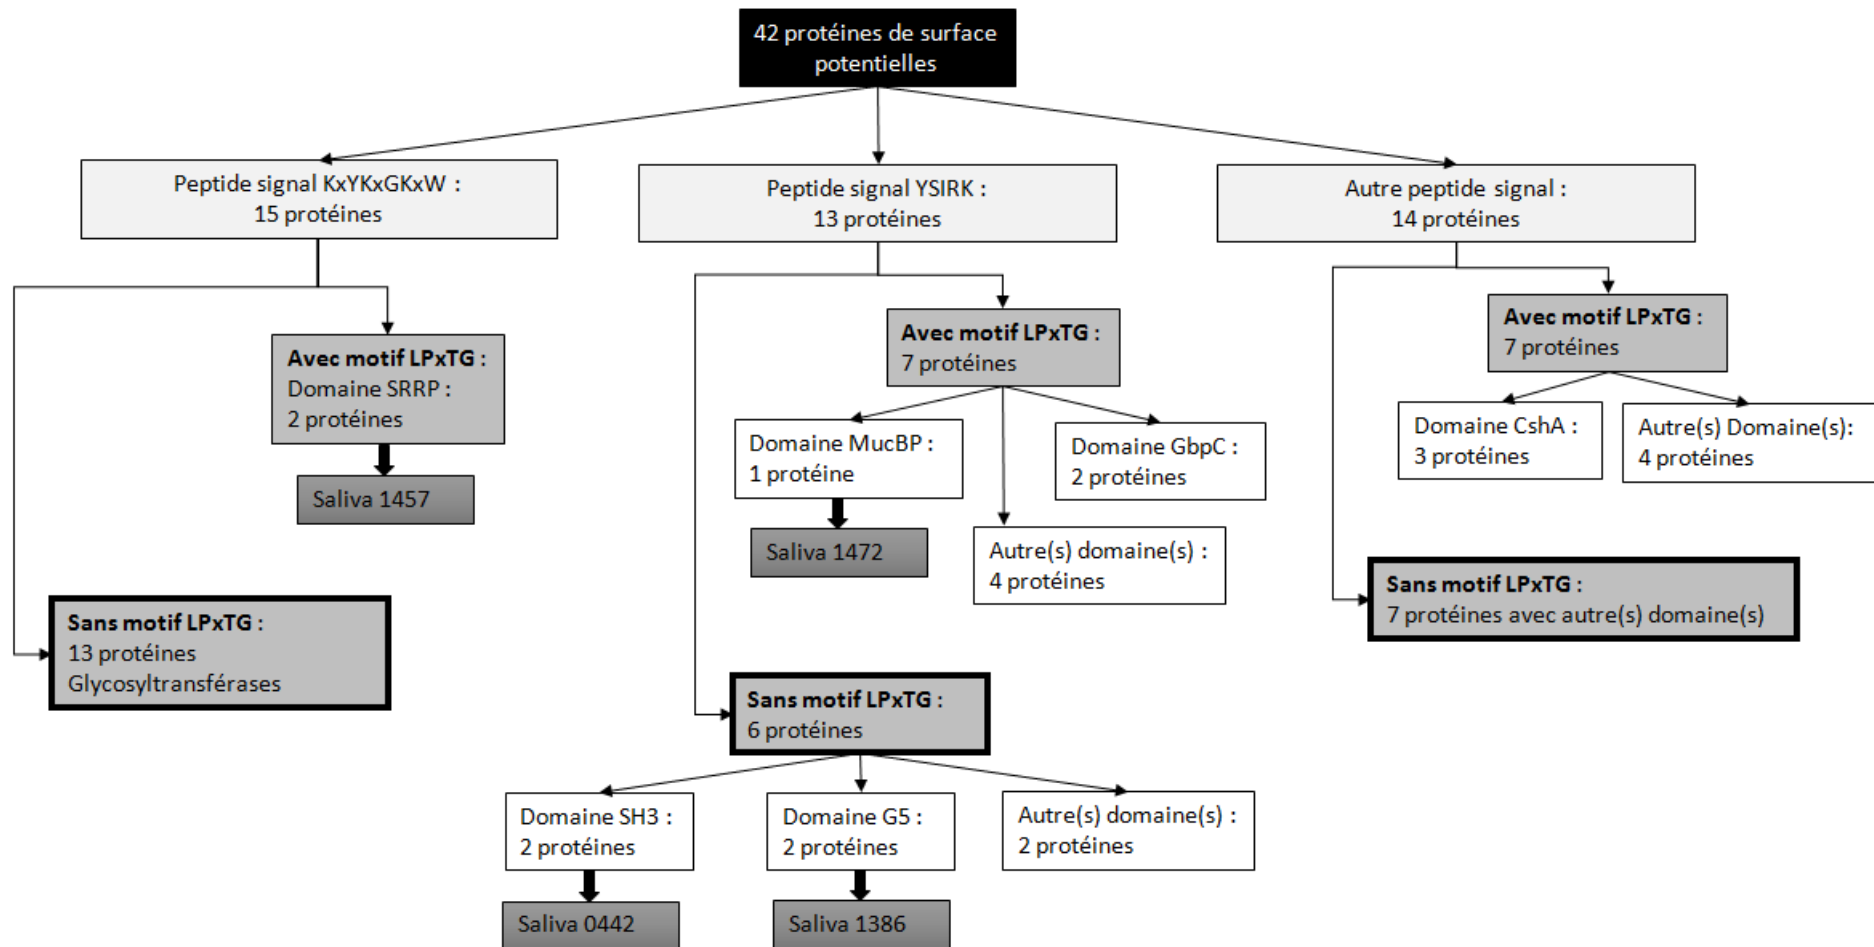 42 protéines de surface
potentielles
Peptide signal KxYKxGKxW :
15 protéines
Peptide signal YSIRK :
13 protéines
Autre peptide signal :
14 protéines
Avec motif LPxTG :
Domaine SRRP :
2 protéines
Saliva 1457
Sans motif LPxTG :
13 protéines
Glycosyltransférases
Avec motif LPxTG :
7 protéines
Domaine MucBP :
1 protéine
Saliva 1472
Domaine GbpC :
2 protéines
Autre(s) domaine(s) :
4 protéines
Sans motif LPxTG :
6 protéines
Domaine SH3 :
2 protéines
Saliva 0442
Domaine G5 :
2 protéines
Saliva 1386
Autre(s) domaine(s) :
2 protéines
Avec motif LPxTG :
7 protéines
Domaine CshA :
3 protéines
Autre(s) Domaine(s):
4 protéines
Sans motif LPxTG :
7 protéines avec autre(s) domaine(s)